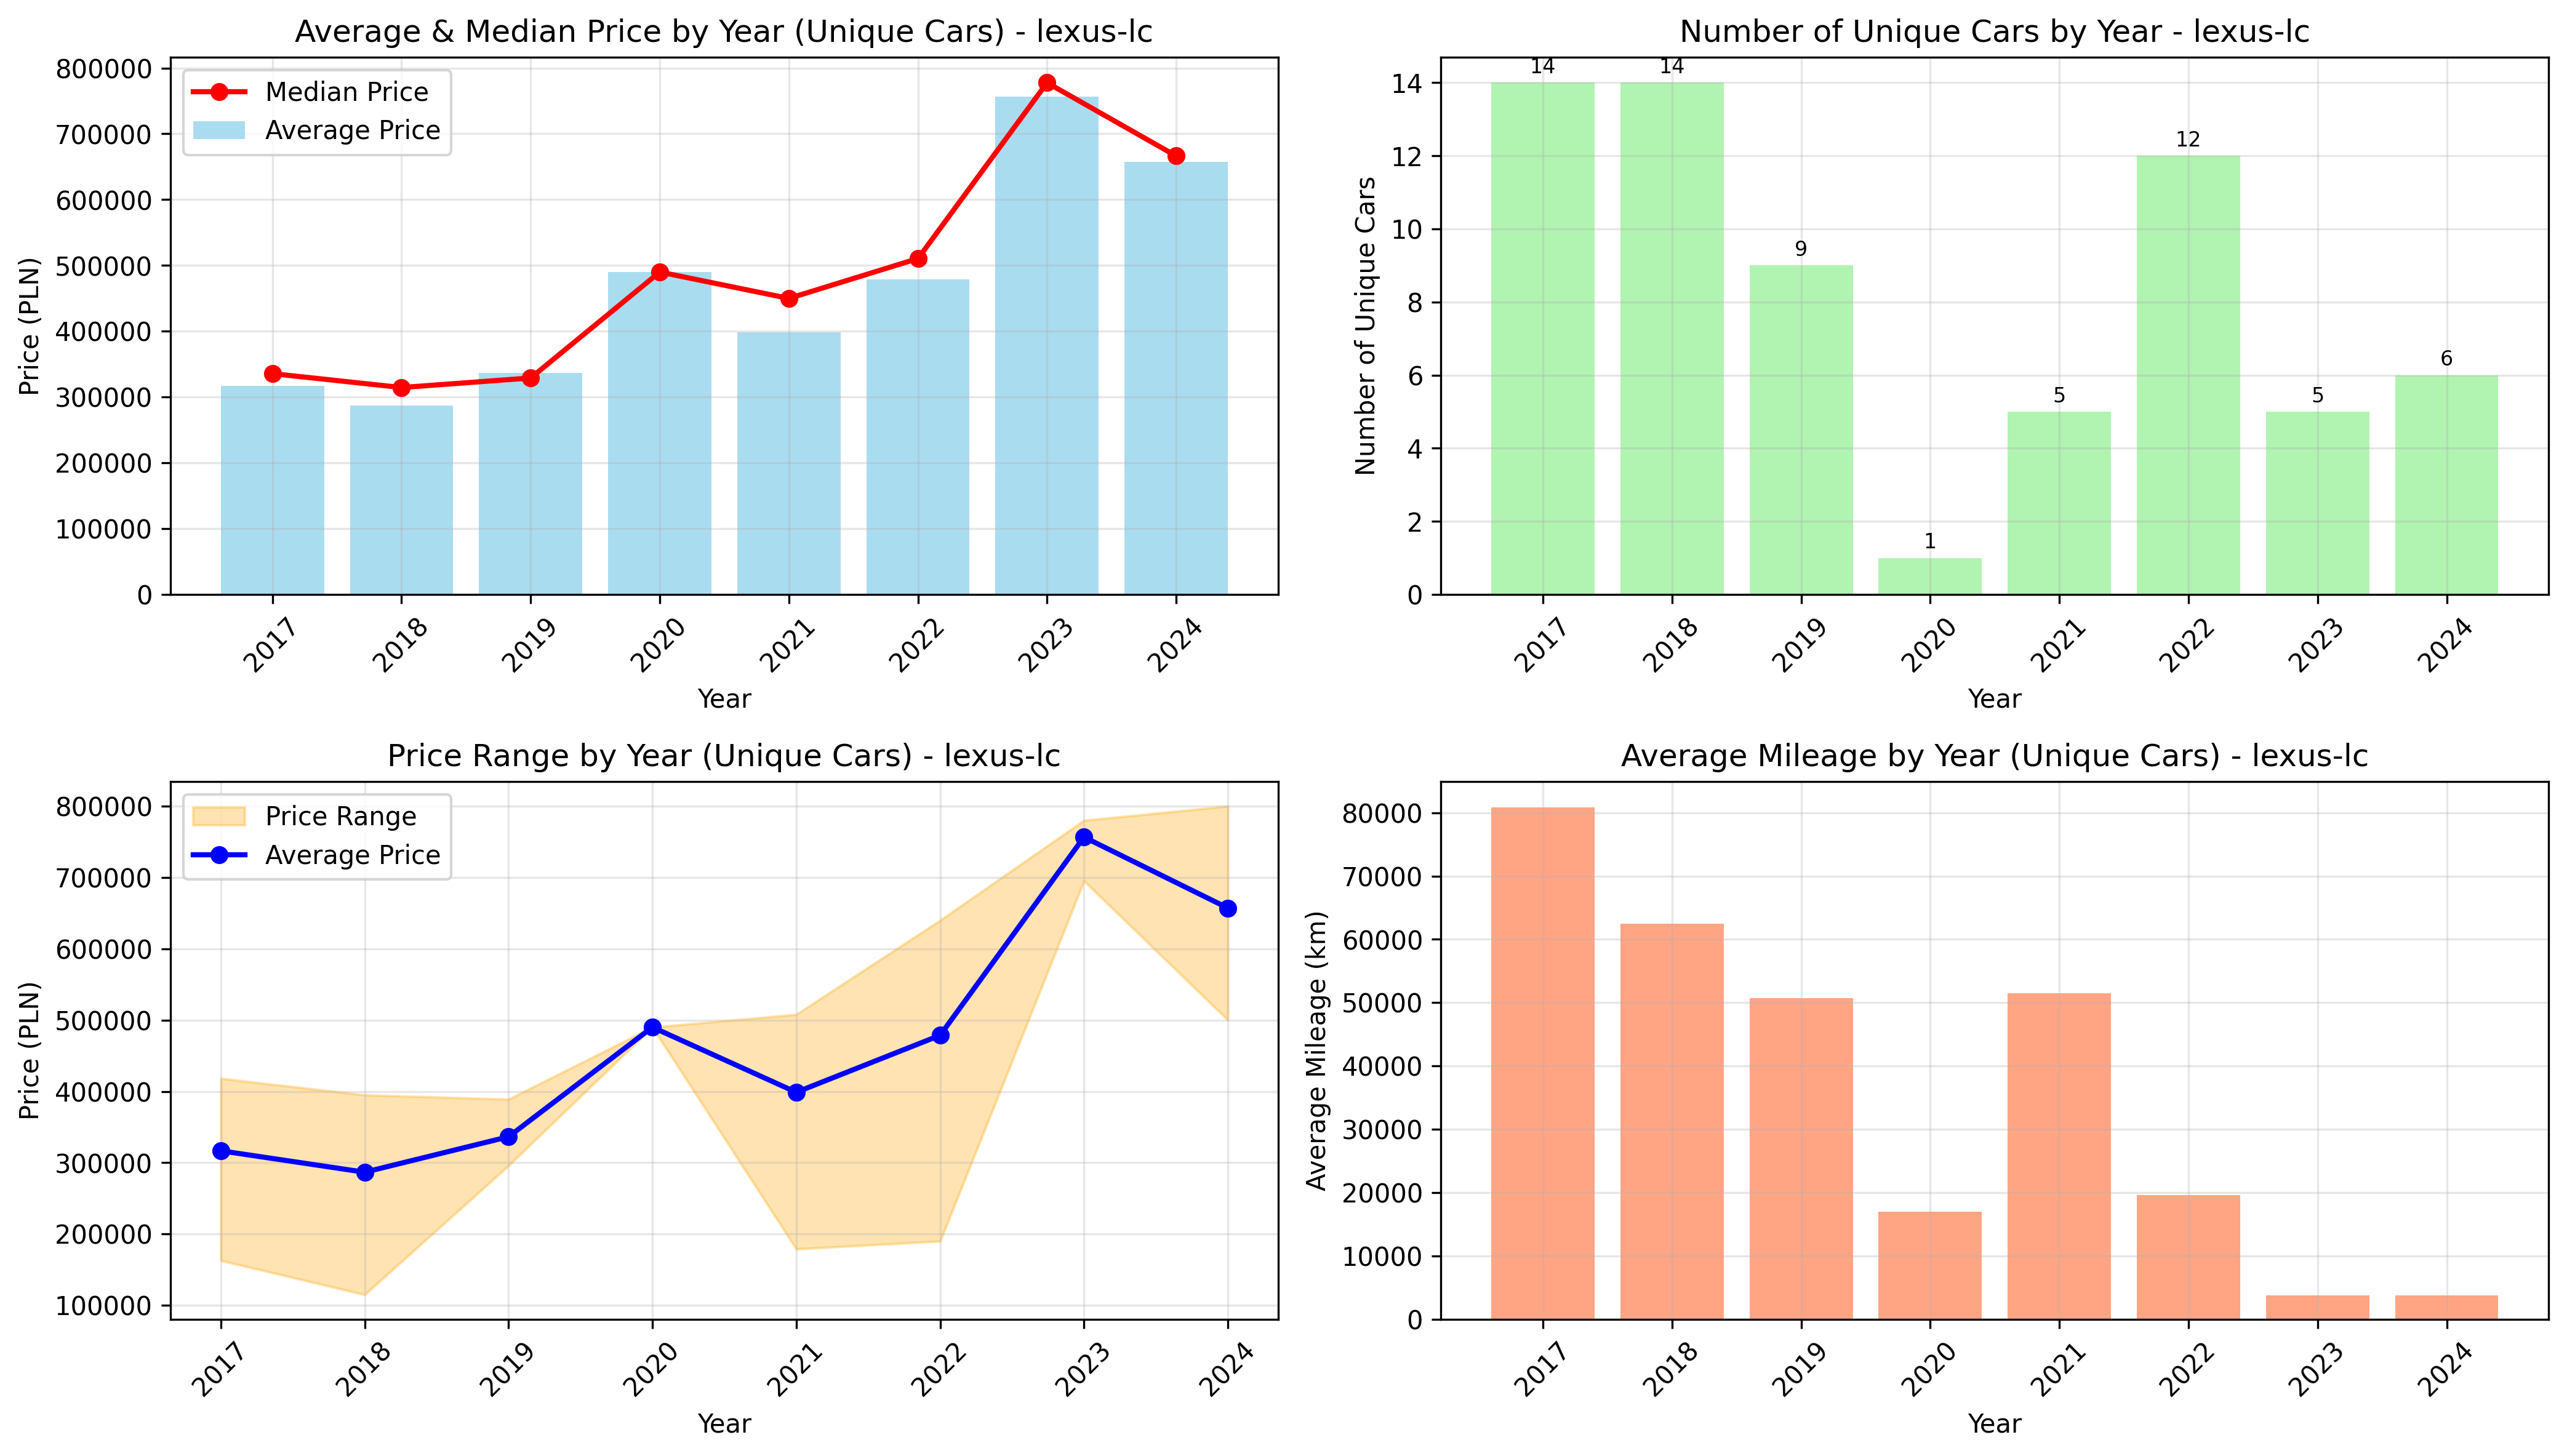 Average & Median Price by Year (Unique Cars) - lexus-lc
Median Price
Average Price
Price (PLN)
800000
700000
600000
500000
400000
300000
200000
100000
0
2017 2018 2019 2020 2021 2022 2023 2024
Year
Number of Unique Cars by Year - lexus-lc
Number of Unique Cars
14
12
10
8
6
4
2
0
14 14 9 1 5 12 5 6
2017 2018 2019 2020 2021 2022 2023 2024
Year
Price Range by Year (Unique Cars) - lexus-lc
Price Range
Average Price
Price (PLN)
800000
700000
600000
500000
400000
300000
200000
100000
2017 2018 2019 2020 2021 2022 2023 2024
Year
Average Mileage by Year (Unique Cars) - lexus-lc
Average Mileage (km)
80000
70000
60000
50000
40000
30000
20000
10000
0
2017 2018 2019 2020 2021 2022 2023 2024
Year